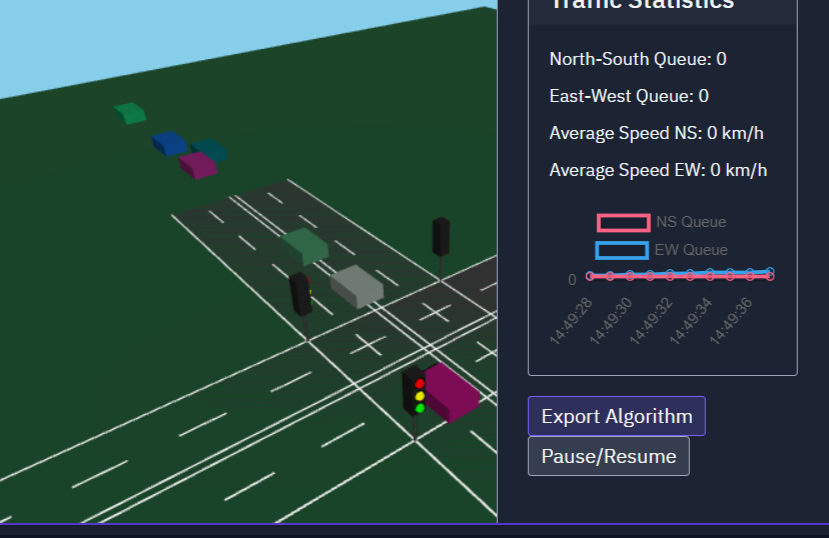 Traffic Statistics
North-South Queue: 0
East-West Queue: 0
Average Speed NS: 0 km/h
Average Speed EW: 0 km/h
NS Queue
EW Queue
0
14:49:28
14:49:30
14:49:32
14:49:34
14:49:36
Export Algorithm
Pause/Resume